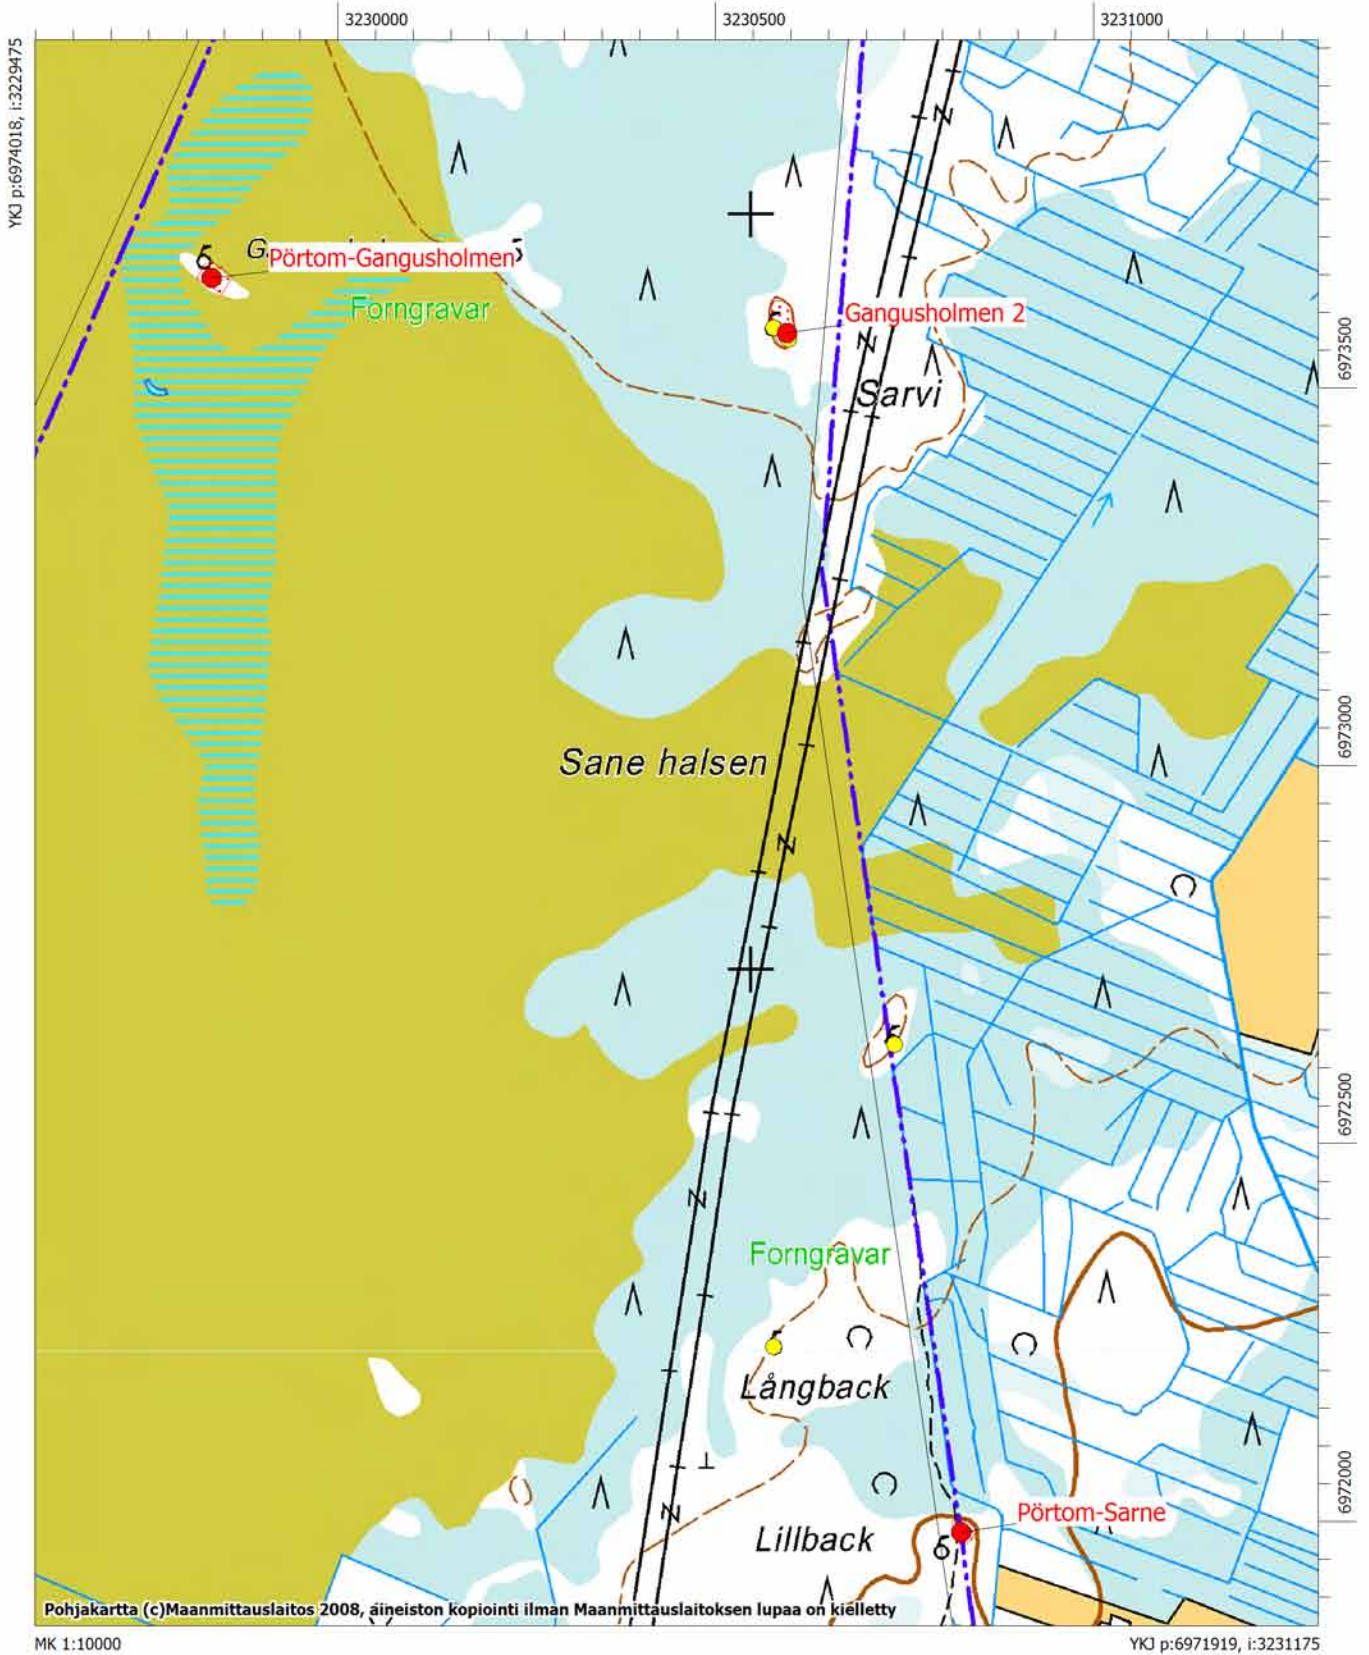 3230000
3230500
3231000
YKJ p:6974018, i:3229475
Pörtom-Gangusholmen
Forngravar
Gangusholmen 2
6973500
Sarvi
Sane halsen
6973000
6972500
Forngravar
Långback
6972000
Pörtom-Sarne
Lillback
Pohjakartta (c)Maanmittauslaitos 2008, äineiston kopiointi ilman Maanmittauslaitoksen lupaa on kielletty
MK 1:10000
YKJ p:6971919, i:3231175